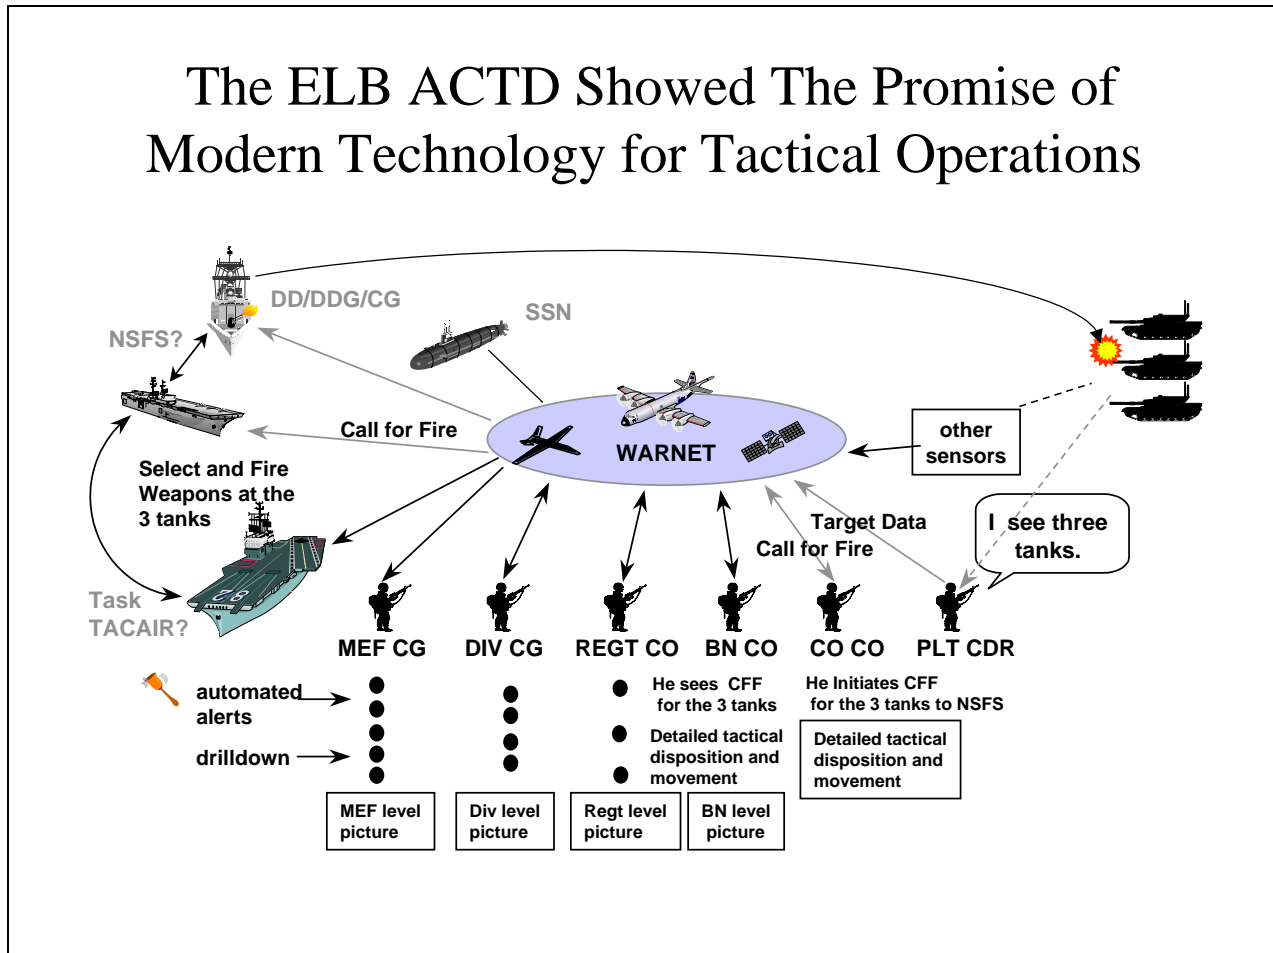 The ELB ACTD Showed The Promise of
Modern Technology for Tactical Operations
DD/DDG/CG
SSN
NSFS?
Call for Fire
WARNET
other
sensors
Select and Fire
Weapons at the
3 tanks
Target Data
Call for Fire
I see three
tanks.
28
Task
TACAIR?
MEF CG
DIV CG
REGT CO
BN CO
CO CO
PLT CDR
automated
alerts
drilldown
He sees CFF
for the 3 tanks
He Initiates CFF
for the 3 tanks to NSFS
Detailed tactical
disposition and
movement
Detailed tactical
disposition and
movement
MEF level
picture
Div level
picture
Regt level
picture
BN level
picture